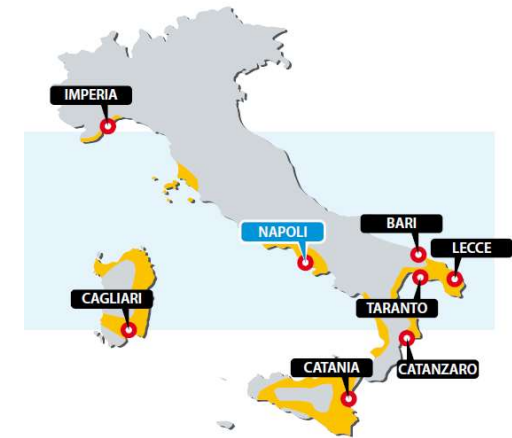 IMPERIA
NAPOLI
BARI
LECCE
CAGLIARI
TARANTO
CATANIA
CATANZARO